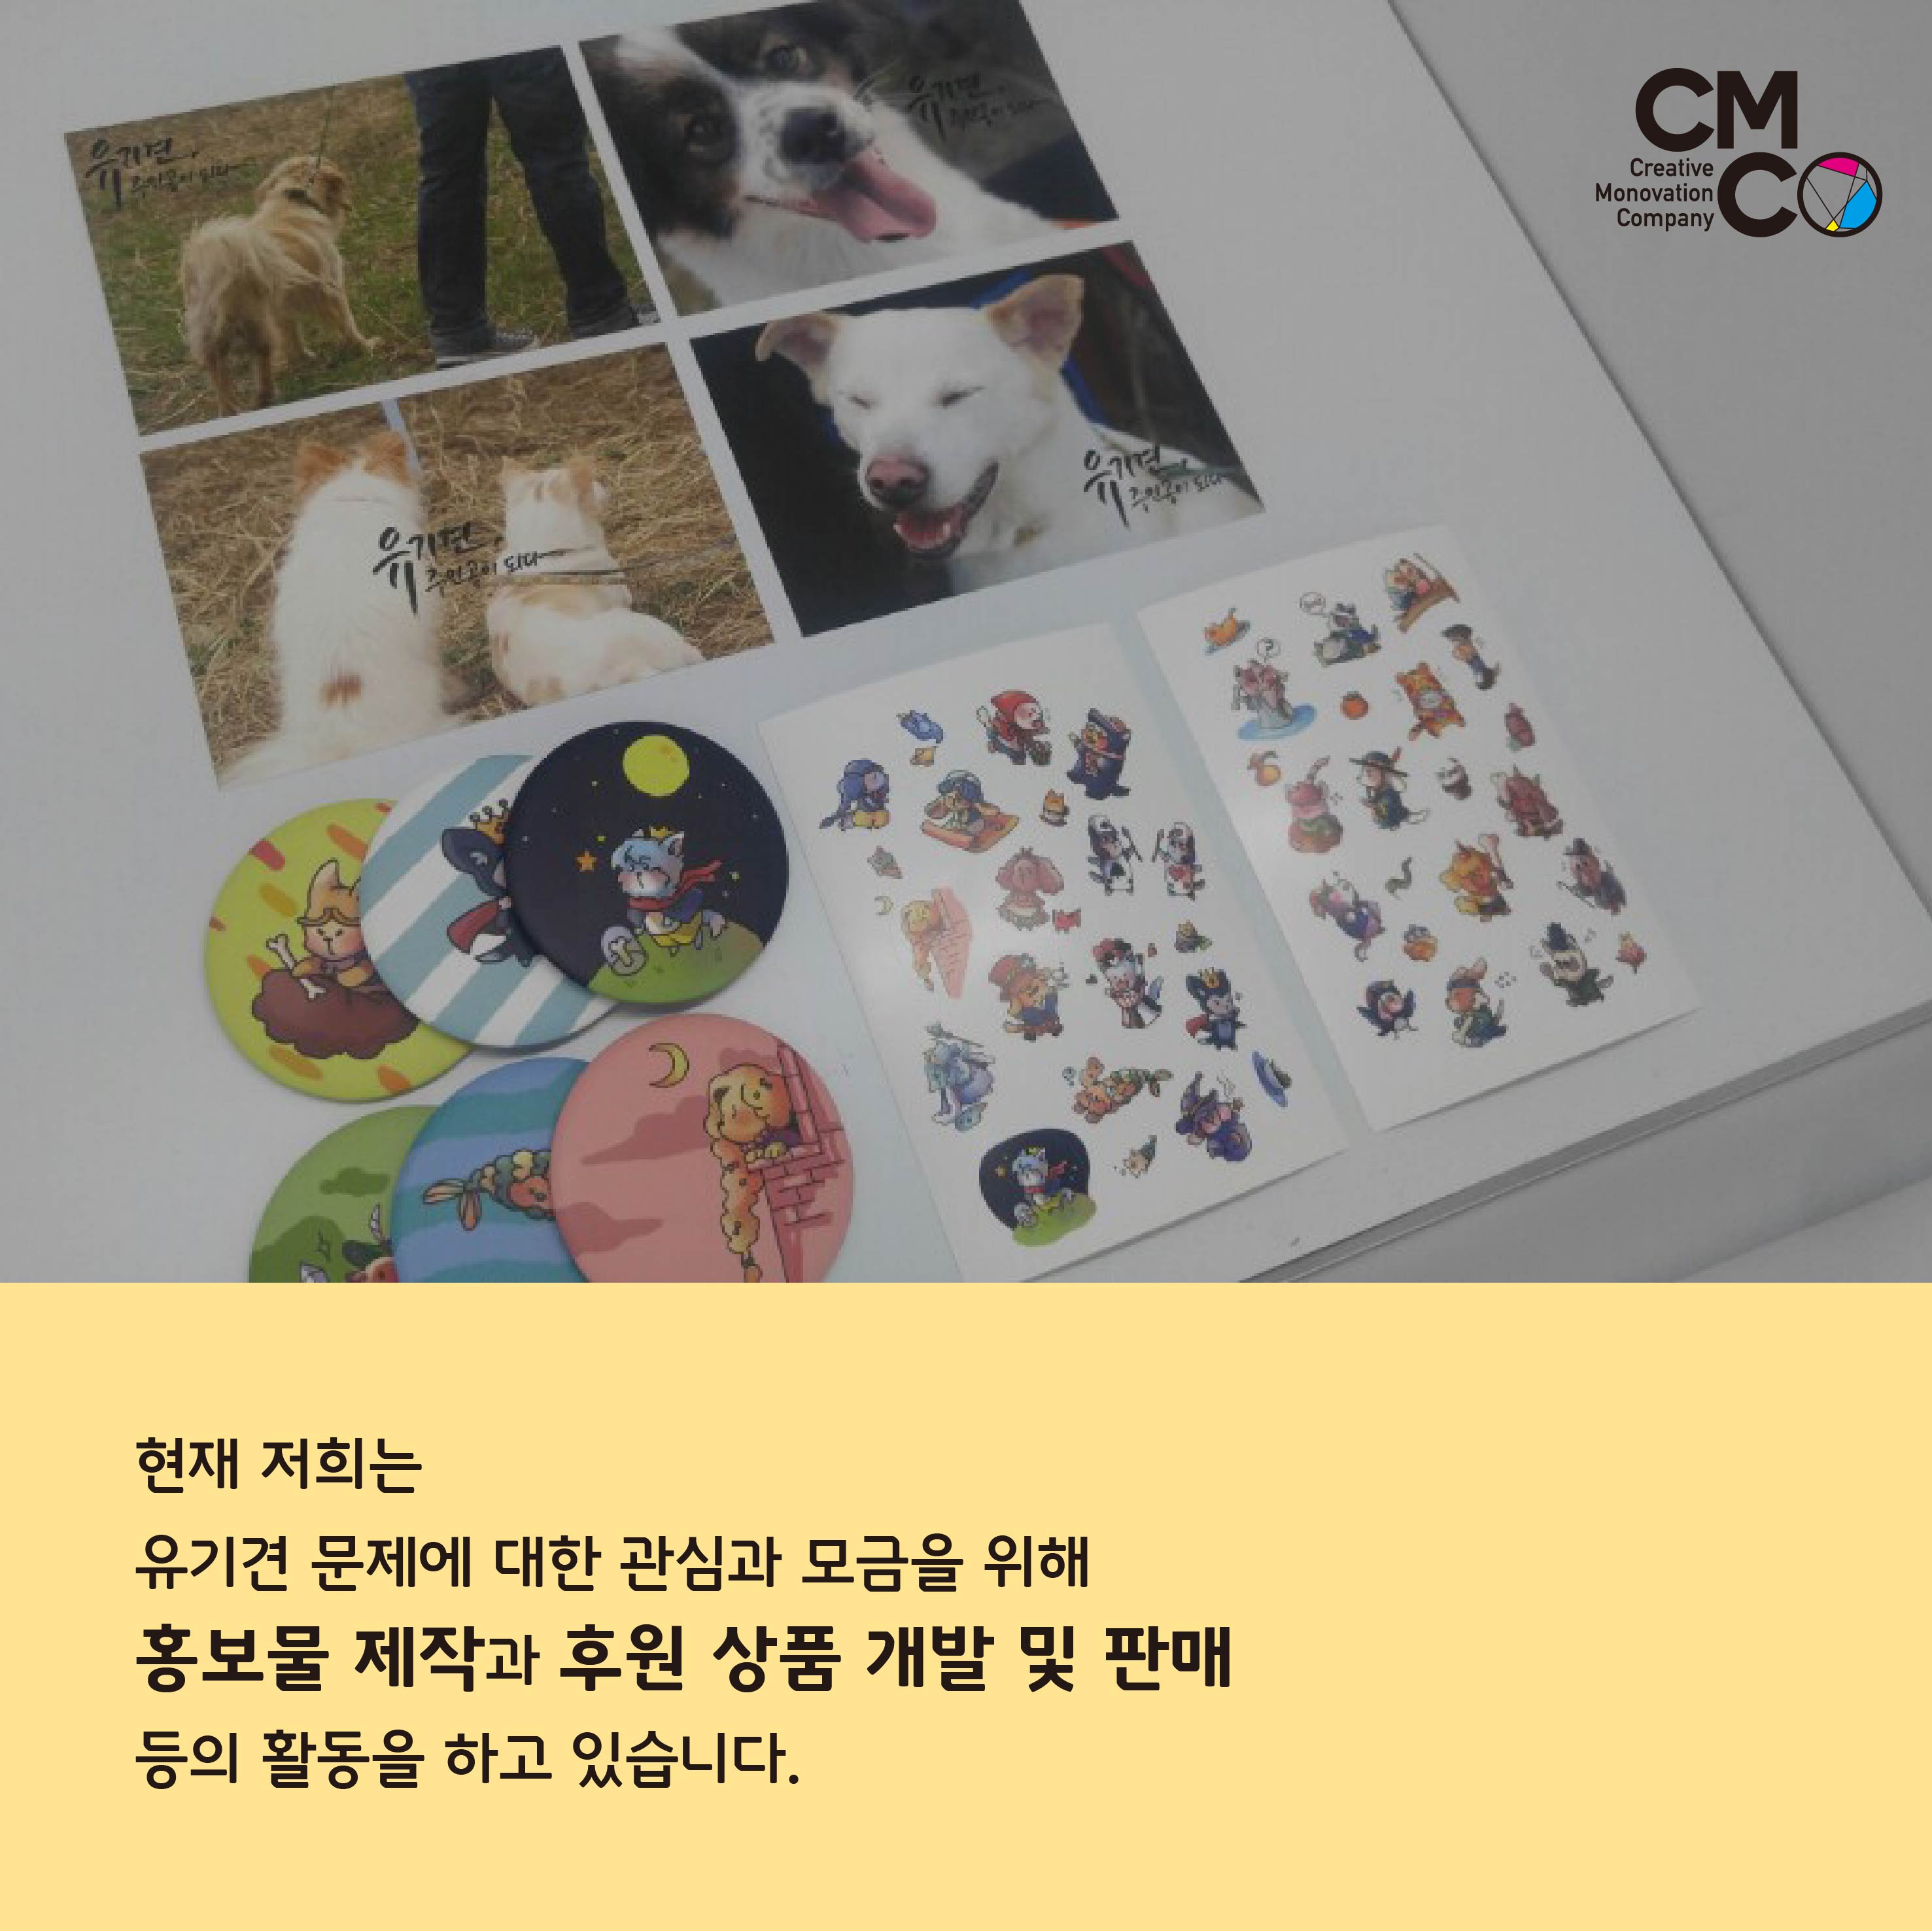 CM
CO
Creative
Monovation
Company
유기견,
주인공이 되다
유기견,
주인공이 되다
유기견,
주인공이 되다
유기견,
주인공이 되다
?
현재 저희는
유기견 문제에 대한 관심과 모금을 위해
홍보물 제작과 후원 상품 개발 및 판매
등의 활동을 하고 있습니다.